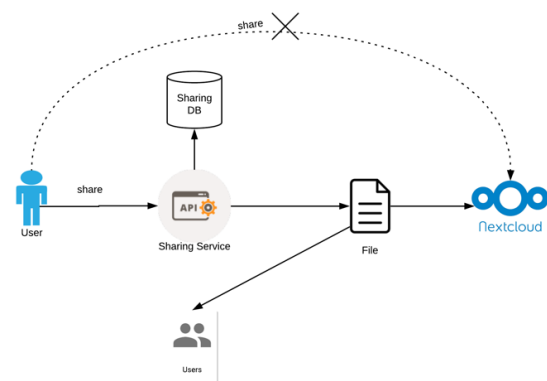 share
Sharing
DB
share
API
User
Sharing Service
File
Nextcloud
Users